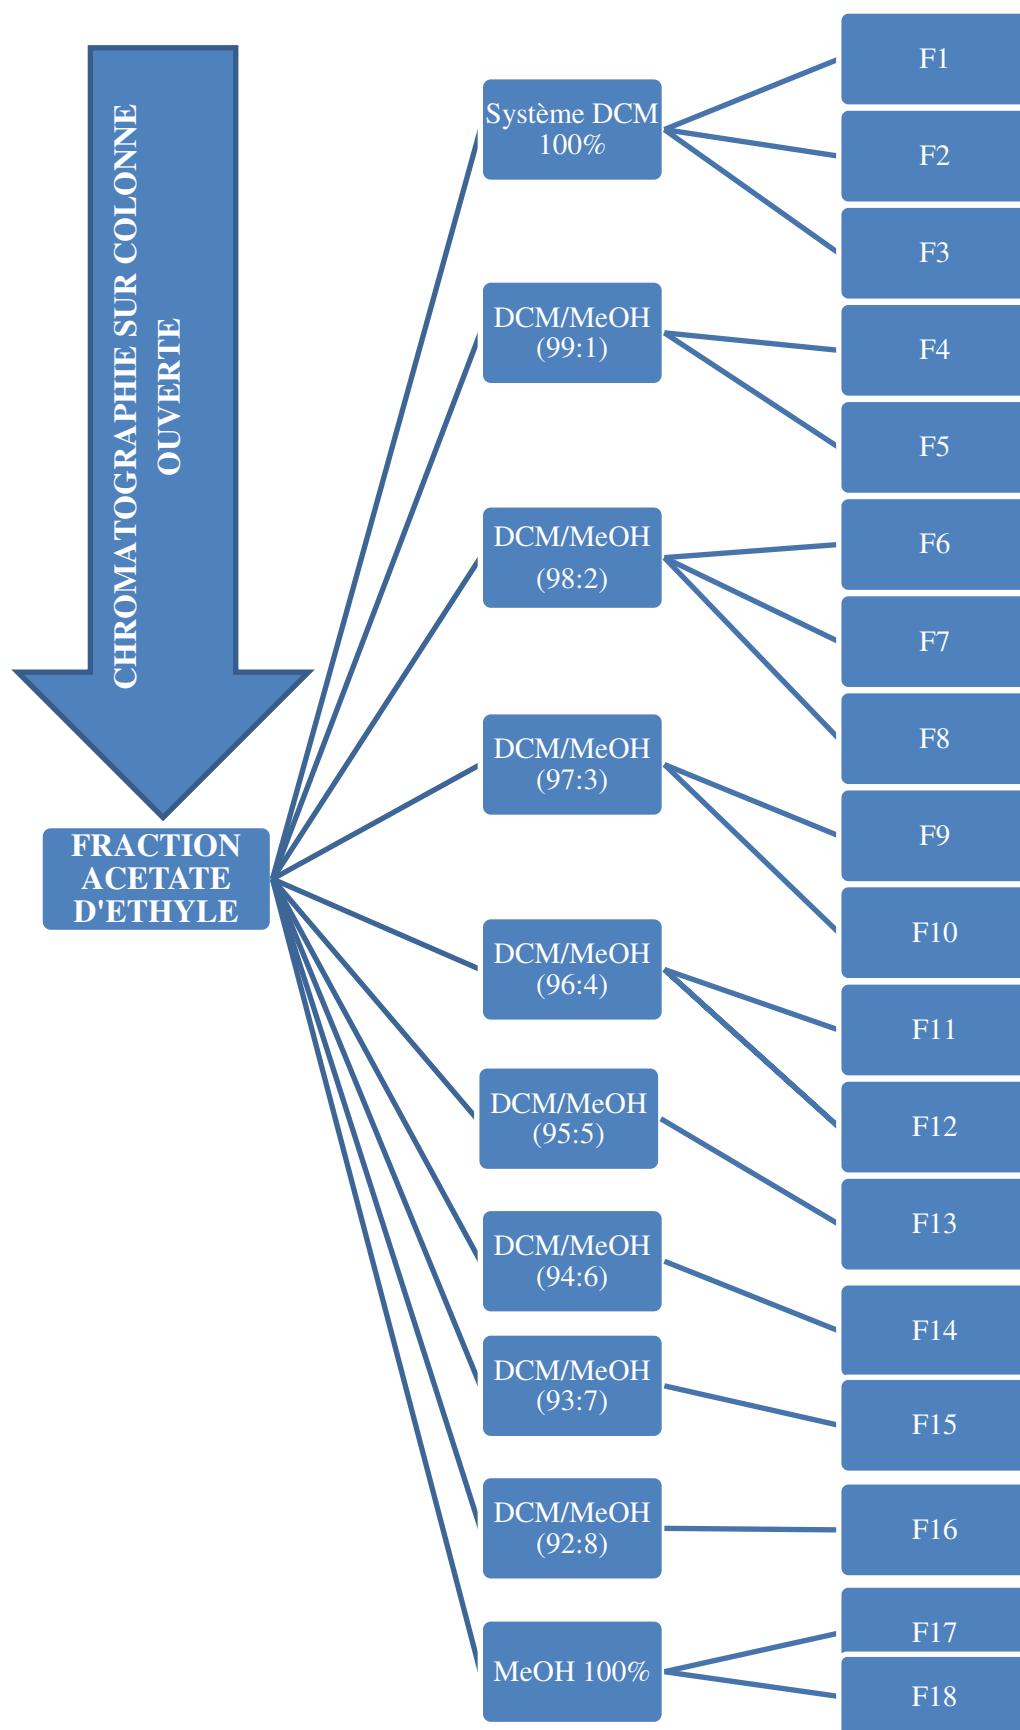 CHROMATOGRAPHIE SUR COLONNE
OUVERTE
FRACTION
ACETATE
D'ETHYLE
Système DCM
100%
DCM/MeOH
(99:1)
DCM/MeOH
(98:2)
DCM/MeOH
(97:3)
DCM/MeOH
(96:4)
DCM/MeOH
(95:5)
DCM/MeOH
(94:6)
DCM/MeOH
(93:7)
DCM/MeOH
(92:8)
MeOH 100%
F1
F2
F3
F4
F5
F6
F7
F8
F9
F10
F11
F12
F13
F14
F15
F16
F17
F18